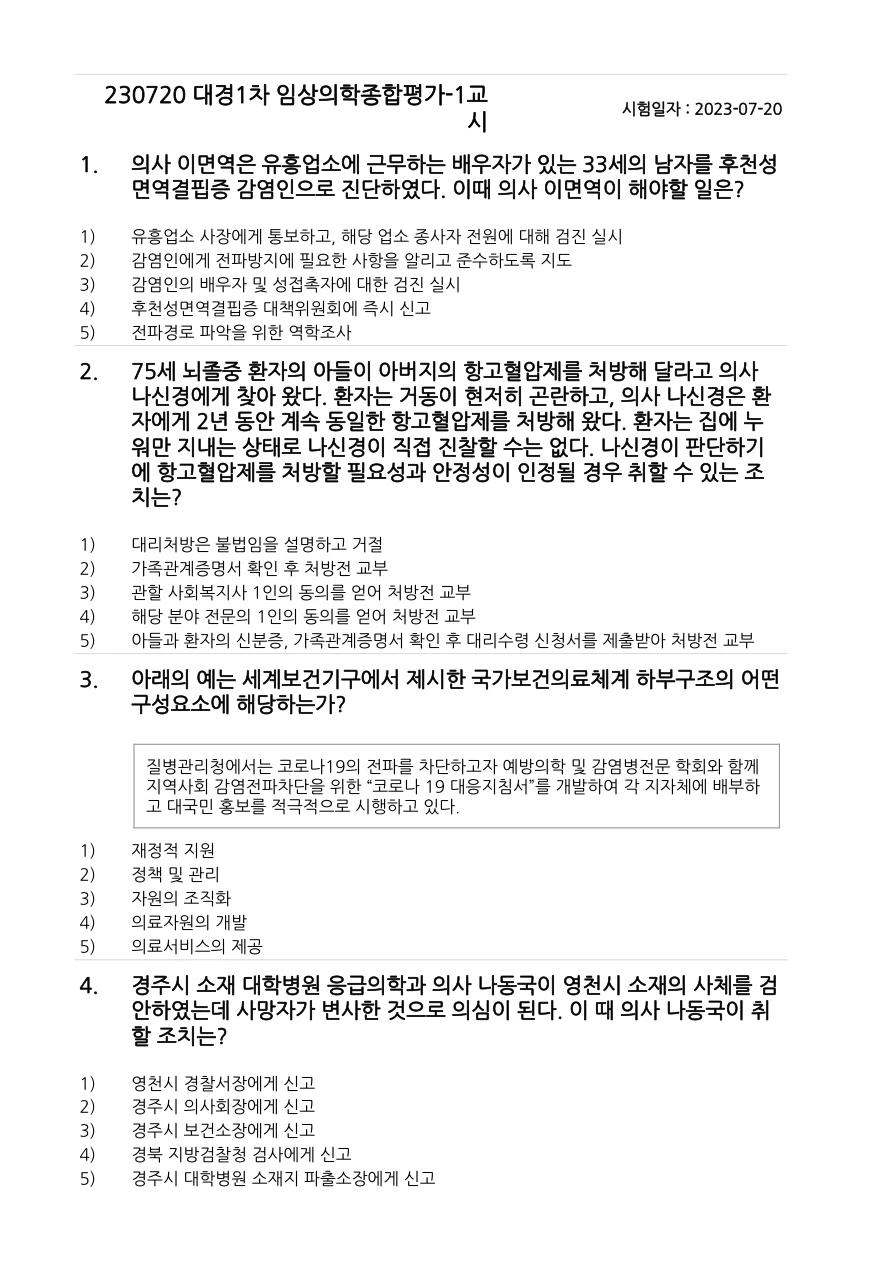 230720 대경1차 임상의학종합평가-1교
시
시험일자 : 2023-07-20
1. 의사 이면역은 유흥업소에 근무하는 배우자가 있는 33세의 남자를 후천성
면역결핍증 감염인으로 진단하였다. 이때 의사 이면역이 해야할 일은?
1) 유흥업소 사장에게 통보하고, 해당 업소 종사자 전원에 대해 검진 실시
2) 감염인에게 전파방지에 필요한 사항을 알리고 준수하도록 지도
3) 감염인의 배우자 및 성접촉자에 대한 검진 실시
4) 후천성면역결핍증 대책위원회에 즉시 신고
5) 전파경로 파악을 위한 역학조사
2. 75세 뇌졸중 환자의 아들이 아버지의 항고혈압제를 처방해 달라고 의사
나신경에게 찾아 왔다. 환자는 거동이 현저히 곤란하고, 의사 나신경은 환
자에게 2년 동안 계속 동일한 항고혈압제를 처방해 왔다. 환자는 집에 누
워만 지내는 상태로 나신경이 직접 진찰할 수는 없다. 나신경이 판단하기
에 항고혈압제를 처방할 필요성과 안정성이 인정될 경우 취할 수 있는 조
치는?
1) 대리처방은 불법임을 설명하고 거절
2) 가족관계증명서 확인 후 처방전 교부
3) 관할 사회복지사 1인의 동의를 얻어 처방전 교부
4) 해당 분야 전문의 1인의 동의를 얻어 처방전 교부
5) 아들과 환자의 신분증, 가족관계증명서 확인 후 대리수령 신청서를 제출받아 처방전 교부
3. 아래의 예는 세계보건기구에서 제시한 국가보건의료체계 하부구조의 어떤
구성요소에 해당하는가?
질병관리청에서는 코로나19의 전파를 차단하고자 예방의학 및 감염병전문 학회와 함께
지역사회 감염전파차단을 위한 “코로나 19 대응지침서”를 개발하여 각 지자체에 배부하
고 대국민 홍보를 적극적으로 시행하고 있다.
1) 재정적 지원
2) 정책 및 관리
3) 자원의 조직화
4) 의료자원의 개발
5) 의료서비스의 제공
4. 경주시 소재 대학병원 응급의학과 의사 나동국이 영천시 소재의 사체를 검
안하였는데 사망자가 변사한 것으로 의심이 된다. 이 때 의사 나동국이 취
할 조치는?
1) 영천시 경찰서장에게 신고
2) 경주시 의사회장에게 신고
3) 경주시 보건소장에게 신고
4) 경북 지방검찰청 검사에게 신고
5) 경주시 대학병원 소재지 파출소장에게 신고